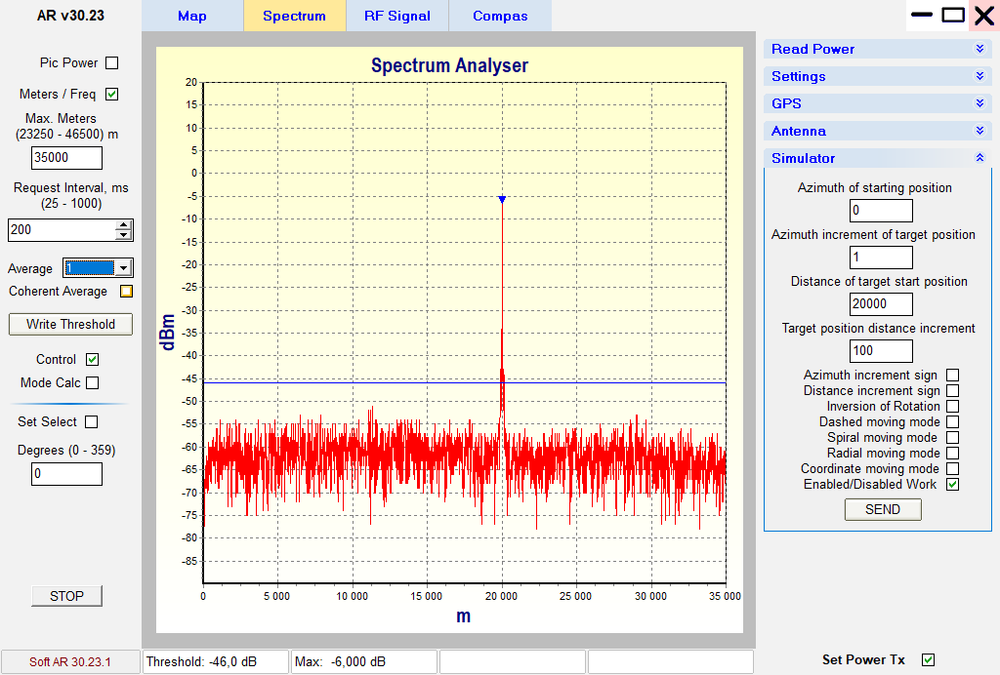 AR v30.23
Map
Spectrum
RF Signal
Compas
Pic Power
Meters / Freq
Max. Meters
(23250 - 46500) m
35000
Request Interval, ms
(25 - 1000)
200
Average
1
Coherent Average
Write Threshold
Control
Mode Calc
Set Select
Degrees (0 - 359)
0
STOP
Soft AR 30.23.1
Spectrum Analyser
dBm
20
15
10
5
0
-5
-10
-15
-20
-25
-30
-35
-40
-45
-50
-55
-60
-65
-70
-75
-80
-85
0 5 000 10 000 15 000 20 000 25 000 30 000 35 000
m
Threshold: -46,0 dB
Max: -6,000 dB
Read Power
Settings
GPS
Antenna
Simulator
Azimuth of starting position
0
Azimuth increment of target position
1
Distance of target start position
20000
Target position distance increment
100
Azimuth increment sign
Distance increment sign
Inversion of Rotation
Dashed moving mode
Spiral moving mode
Radial moving mode
Coordinate moving mode
Enabled/Disabled Work
SEND
Set Power Tx